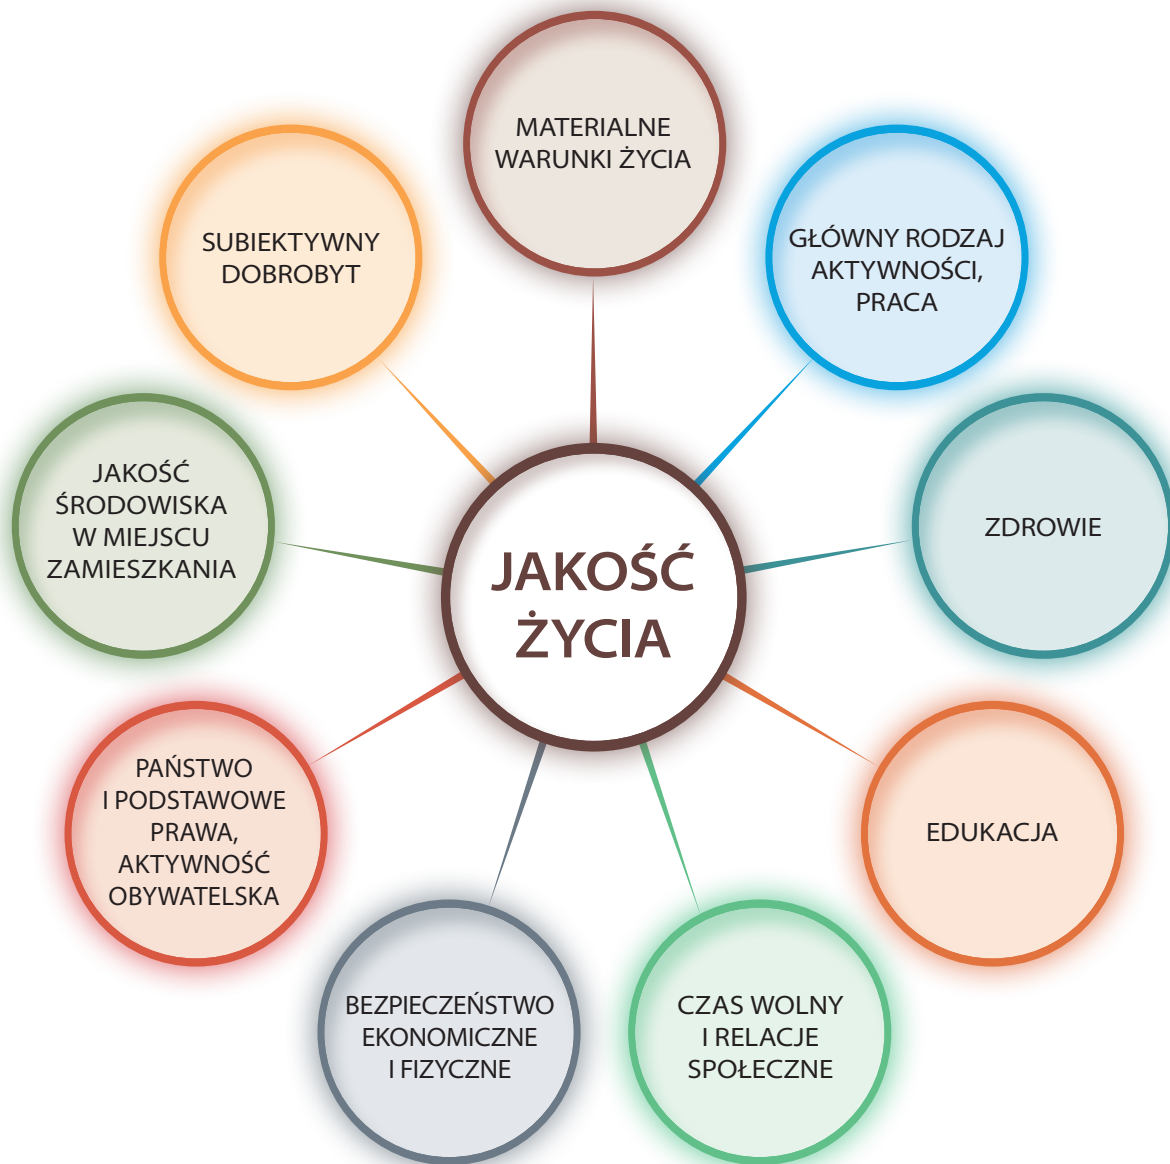 MATERIALNE
WARUNKI ŻYCIA
GŁÓWNY RODZAJ
AKTYWNOŚCI,
PRACA
ZDROWIE
EDUKACJA
CZAS WOLNY
I RELACJE
SPOŁECZNE
BEZPIECZEŃSTWO
EKONOMICZNE
I FIZYCZNE
PAŃSTWO
I PODSTAWOWE
PRAWA,
AKTYWNOŚĆ
OBYWATELSKA
JAKOŚĆ
ŚRODOWISKA
W MIEJSCU
ZAMIESZKANIA
SUBIEKTYWNY
DOBROBYT
JAKOŚĆ
ŻYCIA